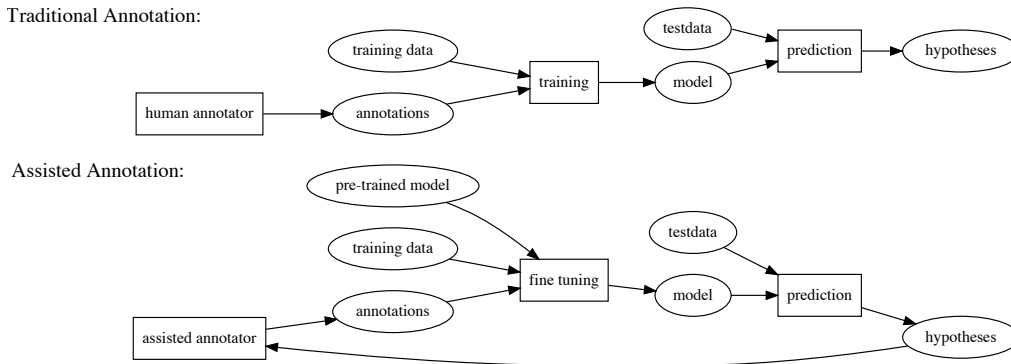 Traditional Annotation:
testdata
training data
prediction
hypotheses
training
model
human annotator
annotations
Assisted Annotation:
pre-trained model
testdata
training data
fine tuning
model
prediction
annotations
assisted annotator
hypotheses